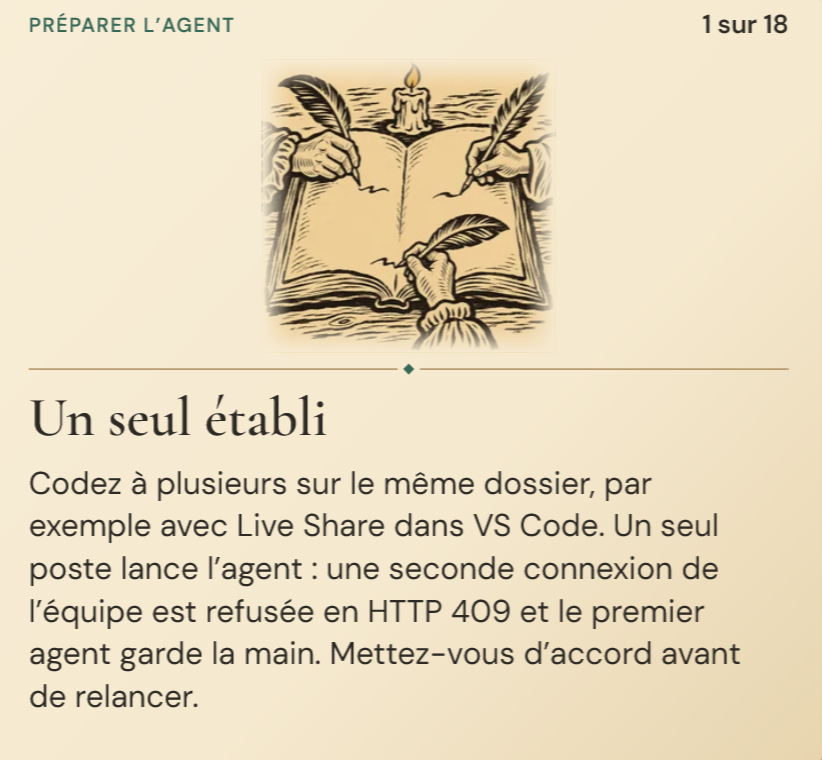 PRÉPARER L’AGENT
1 sur 18
Un seul établi
Codez à plusieurs sur le même dossier, par
exemple avec Live Share dans VS Code. Un seul
poste lance l’agent : une seconde connexion de
l’équipe est refusée en HTTP 409 et le premier
agent garde la main. Mettez-vous d’accord avant
de relancer.